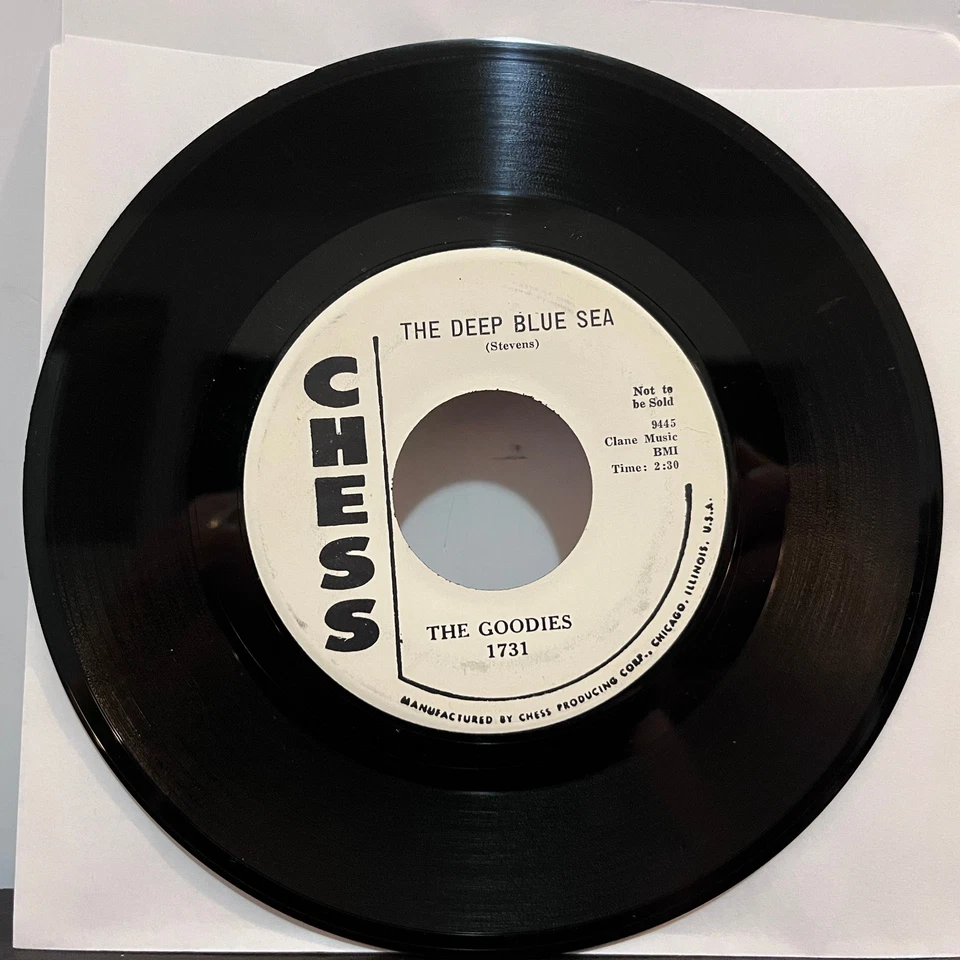 THE DEEP BLUE SEA
(Stevens)
CHESS
Not to
be Sold
9445
Clane Music
BMI
Time: 2:30
THE GOODIES
1731
MANUFACTURED BY CHESS PRODUCING CORP., CHICAGO, ILLINOIS, U.S.A.